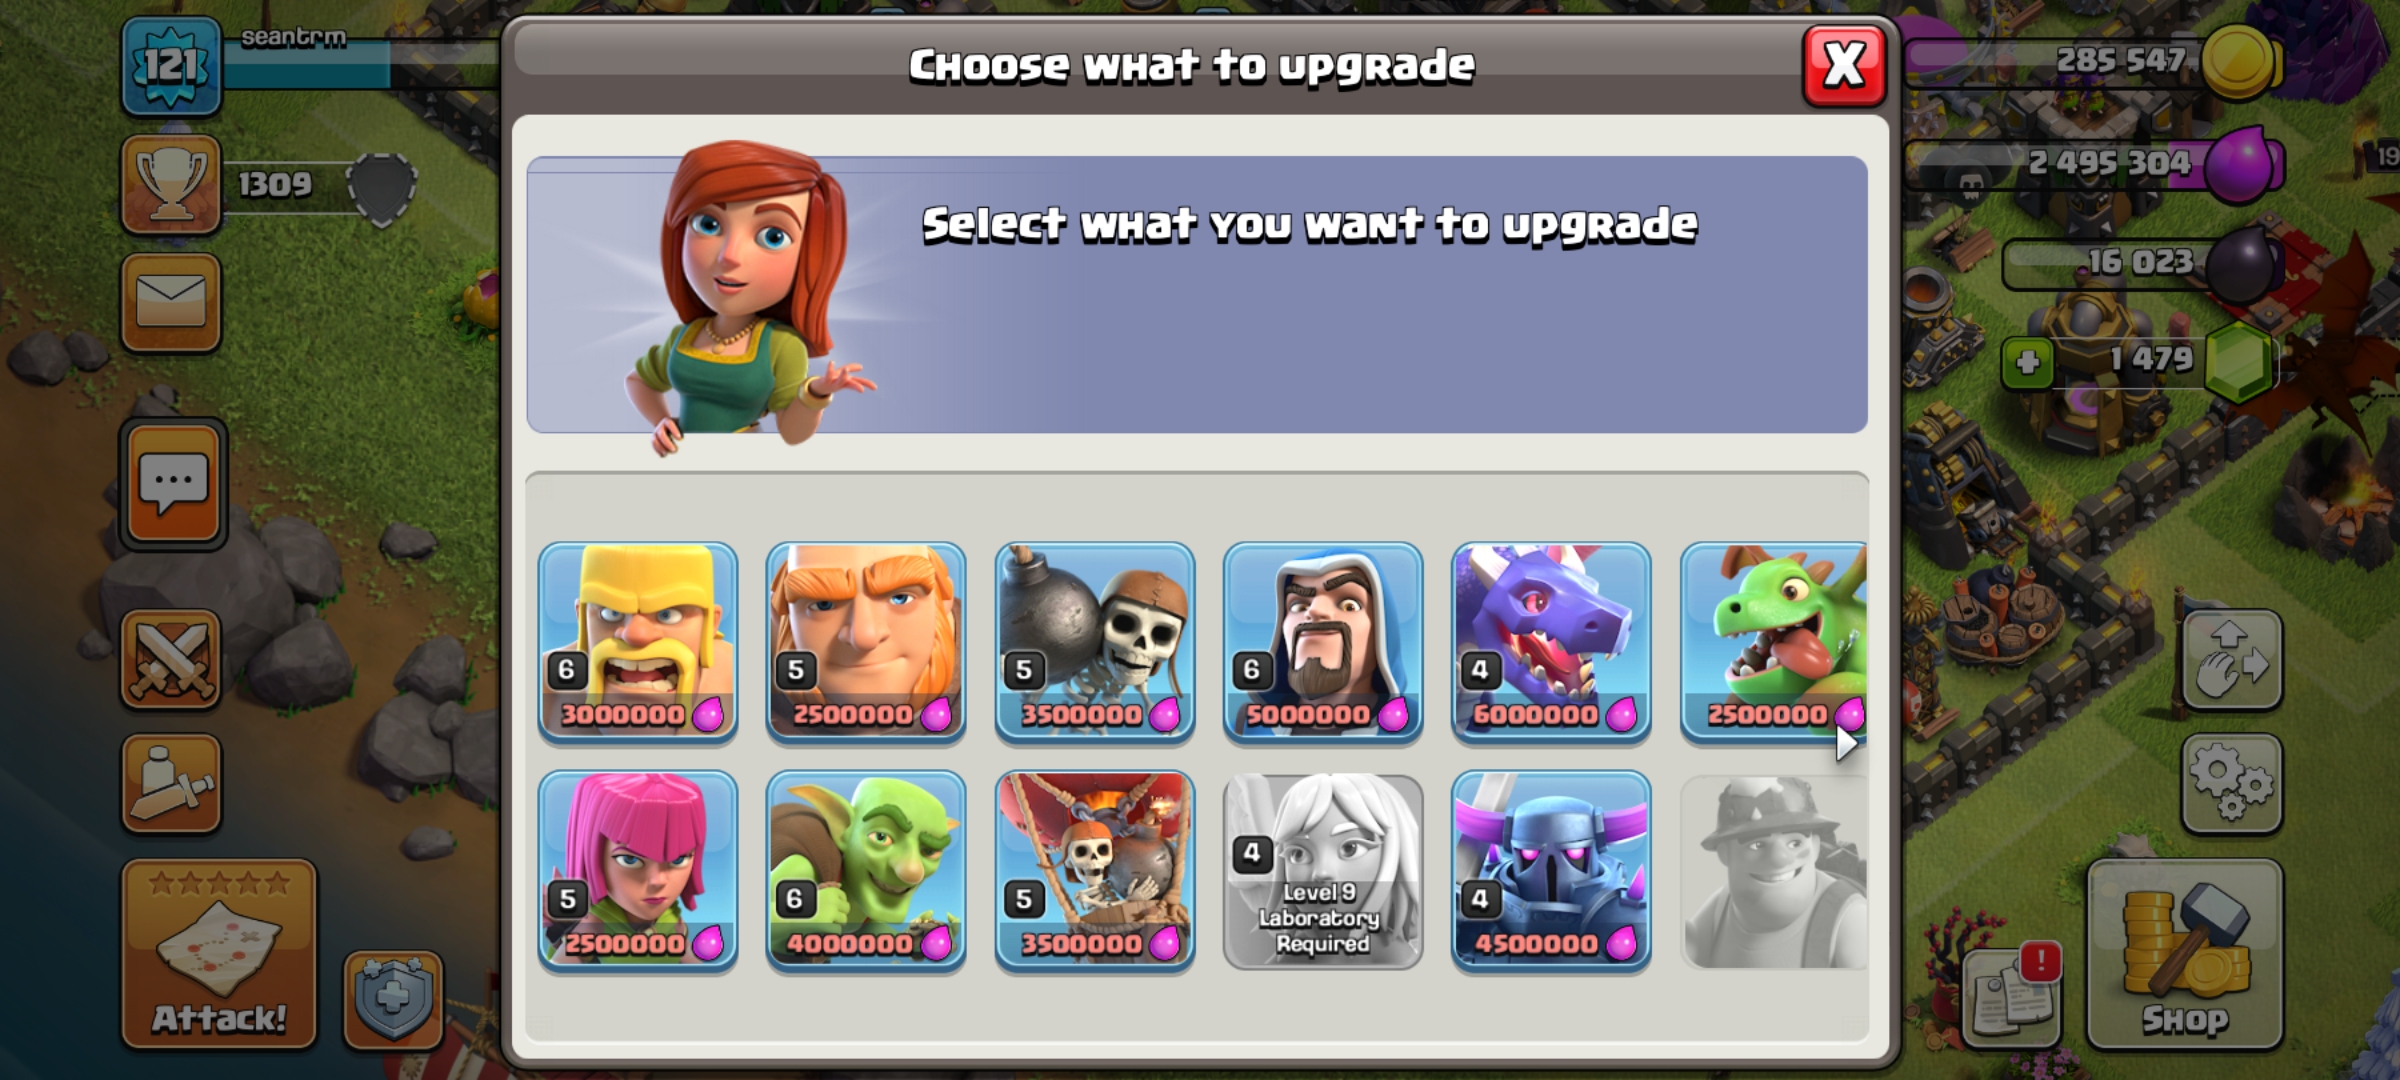 121
seantrm
1309
Attack!
Choose what to upgrade
X
Select what you want to upgrade
6
3000000
5
2500000
5
3500000
6
5000000
4
6000000
2500000
5
2500000
6
4000000
5
3500000
4
Level 9
Laboratory
Required
4
4500000
285 547
2 495 304
19
16 023
+
1 479
!
Shop